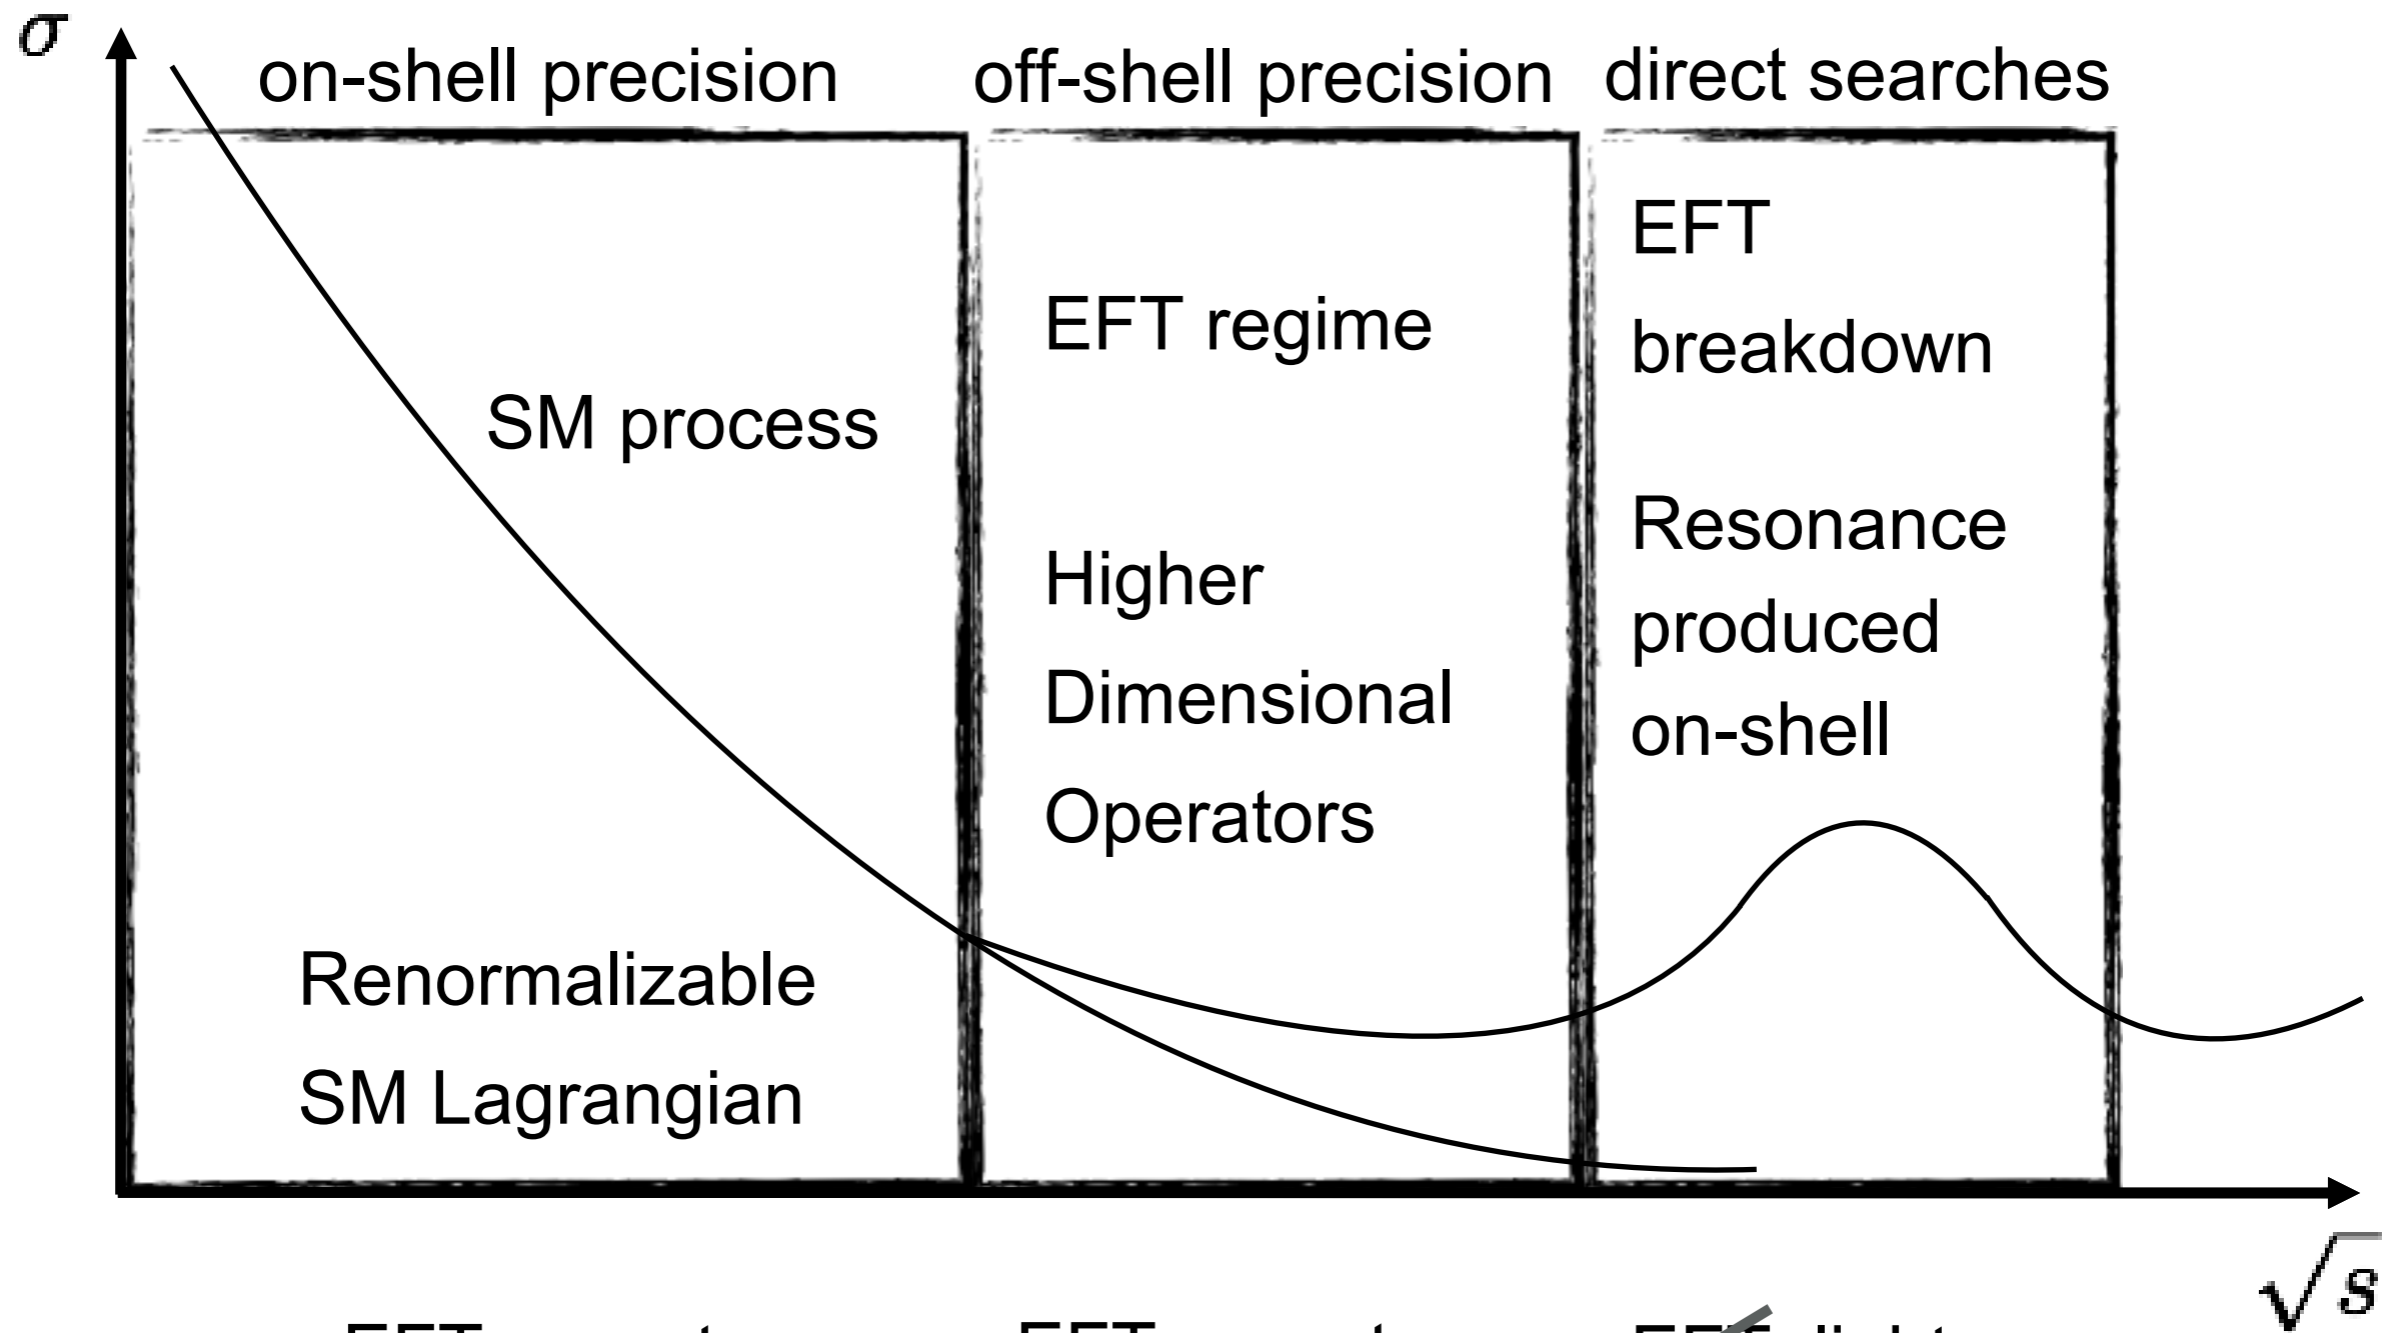 σ
on-shell precision
off-shell precision
direct searches
SM process
Renormalizable
SM Lagrangian
EFT regime
Higher
Dimensional
Operators
EFT
breakdown
Resonance
produced
on-shell
√s